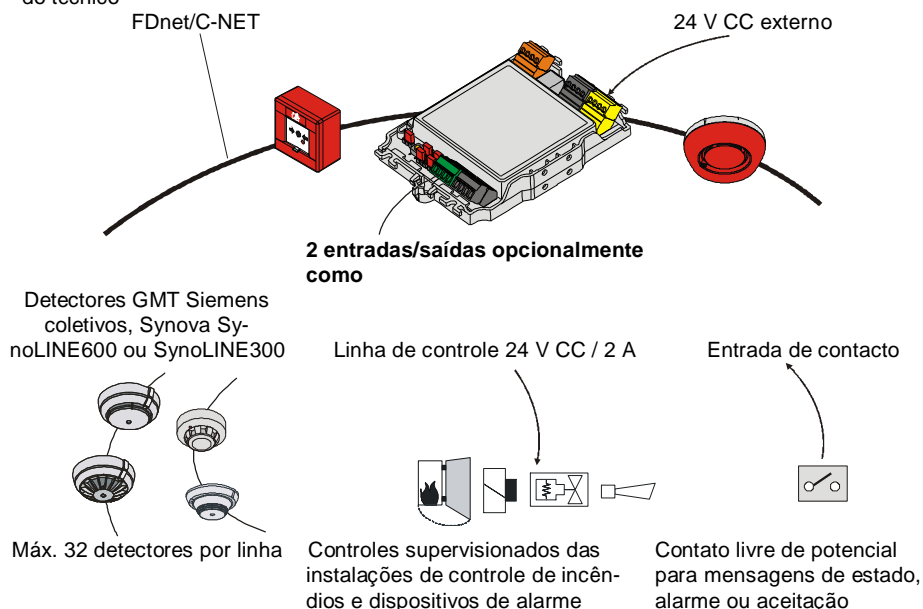 do técnico
FDnet/C-NET
24 V CC externo
2 entradas/saídas opcionalmente
como
Detectores GMT Siemens
coletivos, Synova Sy-
noLINE600 ou SynoLINE300
Linha de controle 24 V CC / 2 A
Entrada de contacto
Máx. 32 detectores por linha
Controles supervisionados das
instalações de controle de incên-
dios e dispositivos de alarme
Contato livre de potencial
para mensagens de estado,
alarme ou aceitação